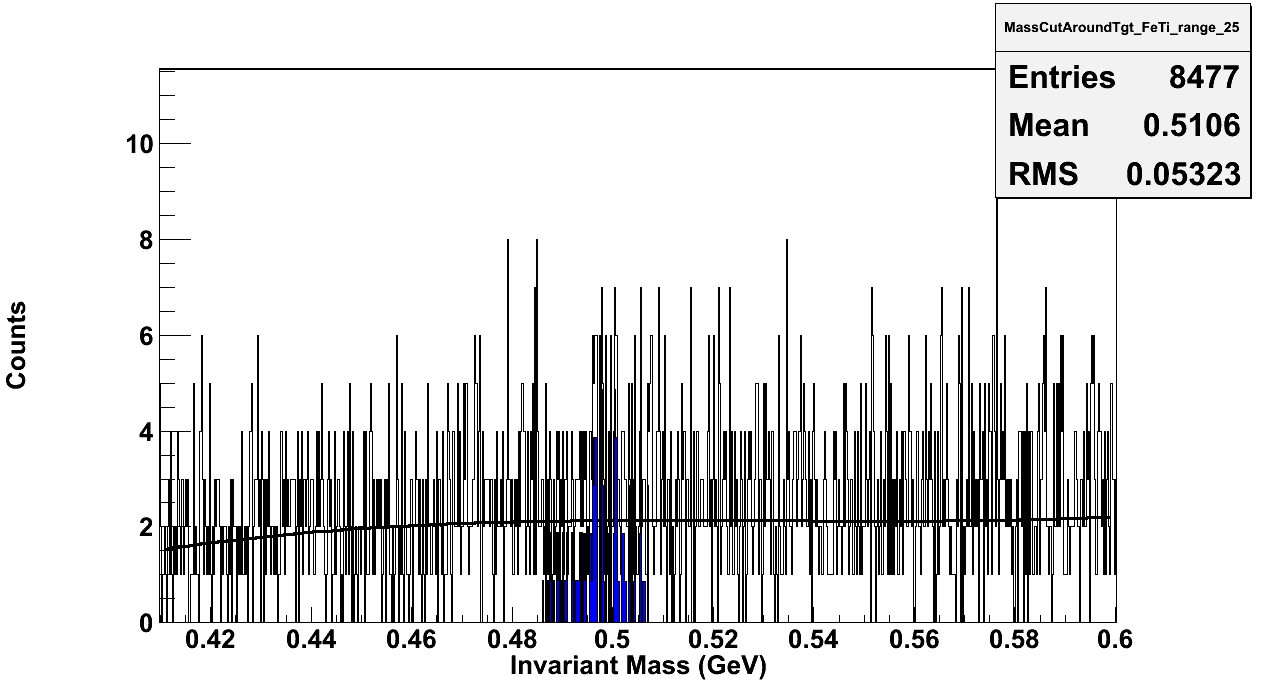 MassCutAroundTgt_FeTi_range_25
Entries 8477
Mean 0.5106
RMS 0.05323
10
8
6
4
2
0
Counts
0.42 0.44 0.46 0.48 0.5 0.52 0.54 0.56 0.58 0.6
Invariant Mass (GeV)